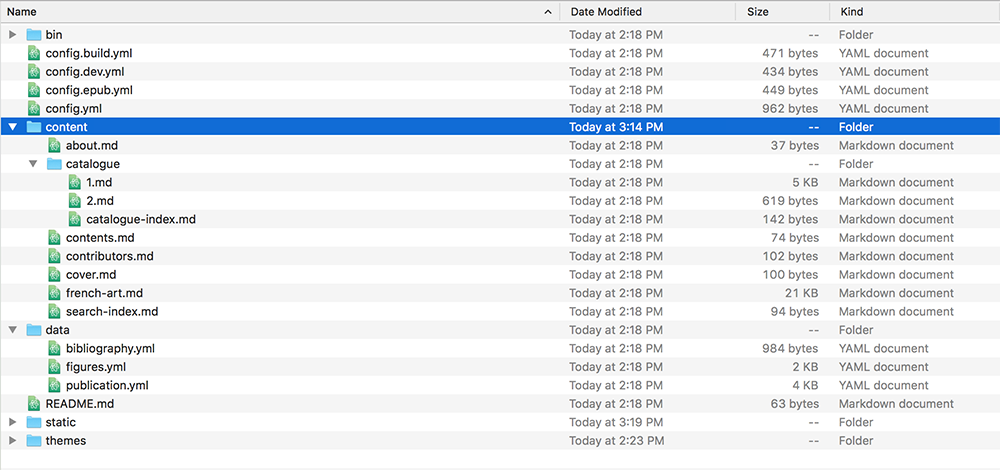 Name Date Modified Size Kind
bin Today at 2:18 PM -- Folder
config.build.yml Today at 2:18 PM 471 bytes YAML document
config.dev.yml Today at 2:18 PM 434 bytes YAML document
config.epub.yml Today at 2:18 PM 449 bytes YAML document
config.yml Today at 2:18 PM 962 bytes YAML document
content Today at 3:14 PM -- Folder
about.md Today at 2:18 PM 37 bytes Markdown document
catalogue Today at 2:18 PM -- Folder
1.md Today at 2:18 PM 5 KB Markdown document
2.md Today at 2:18 PM 619 bytes Markdown document
catalogue-index.md Today at 2:18 PM 142 bytes Markdown document
contents.md Today at 2:18 PM 74 bytes Markdown document
contributors.md Today at 2:18 PM 102 bytes Markdown document
cover.md Today at 2:18 PM 100 bytes Markdown document
french-art.md Today at 2:18 PM 21 KB Markdown document
search-index.md Today at 2:18 PM 94 bytes Markdown document
data Today at 2:18 PM -- Folder
bibliography.yml Today at 2:18 PM 984 bytes YAML document
figures.yml Today at 2:18 PM 2 KB YAML document
publication.yml Today at 2:18 PM 4 KB YAML document
README.md Today at 2:18 PM 63 bytes Markdown document
static Today at 3:19 PM -- Folder
themes Today at 2:23 PM -- Folder